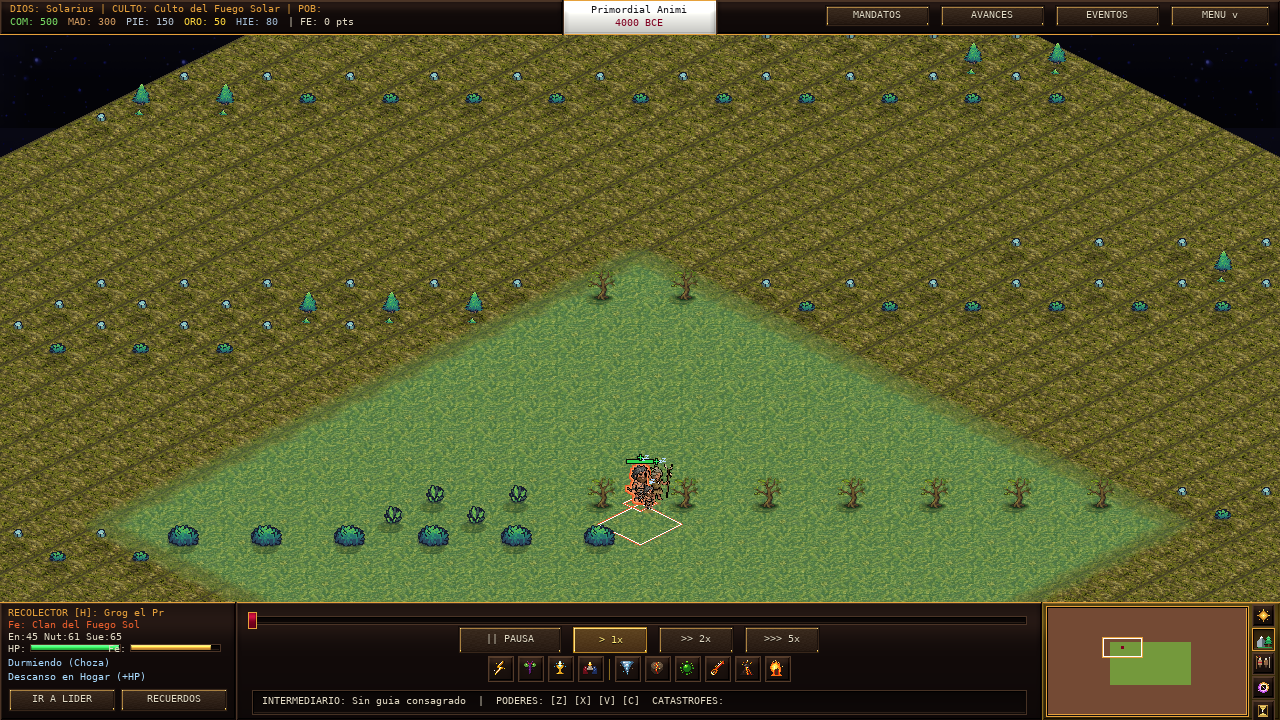 DIOS: Solarius | CULTO: Culto del Fuego Solar | POB:
COM: 500 MAD: 300 PIE: 150 ORO: 50 HIE: 80 | FE: 0 pts
Primordial Animi
4000 BCE
MANDATOS
AVANCES
EVENTOS
MENU v
RECOLECTOR [H]: Grog el Pr
Fe: Clan del Fuego Sol
En:45 Nut:61 Sue:65
HP: Fe:
Durmiendo (Choza)
Descanso en Hogar (+HP)
IR A LIDER
RECUERDOS
|| PAUSA
> 1x
>> 2x
>>> 5x
INTERMEDIARIO: Sin guia consagrado | PODERES: [Z] [X] [V] [C] CATASTROFES: